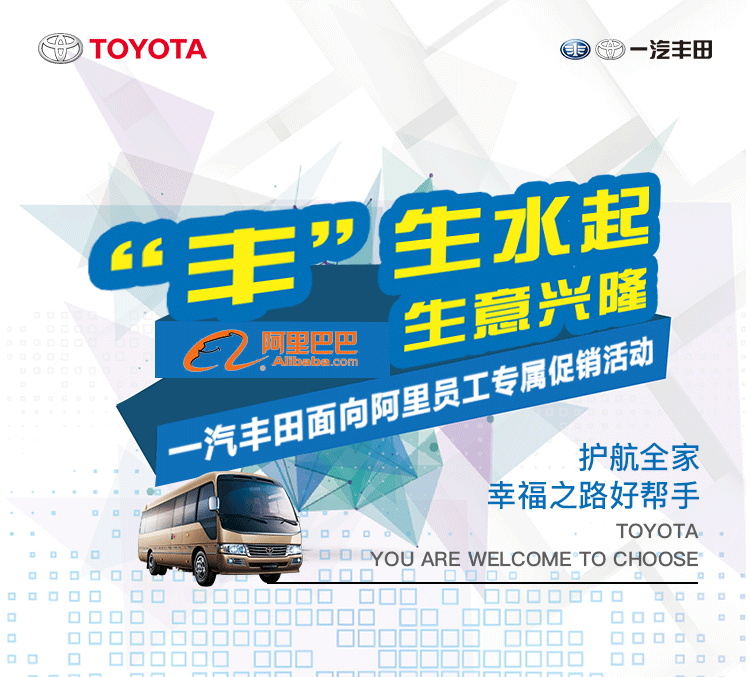 TOYOTA
一汽丰田
“丰”生水起
生意兴隆
阿里巴巴
Alibaba.com
一汽丰田面向阿里员工专属促销活动
护航全家
幸福之路好帮手
TOYOTA
YOU ARE WELCOME TO CHOOSE